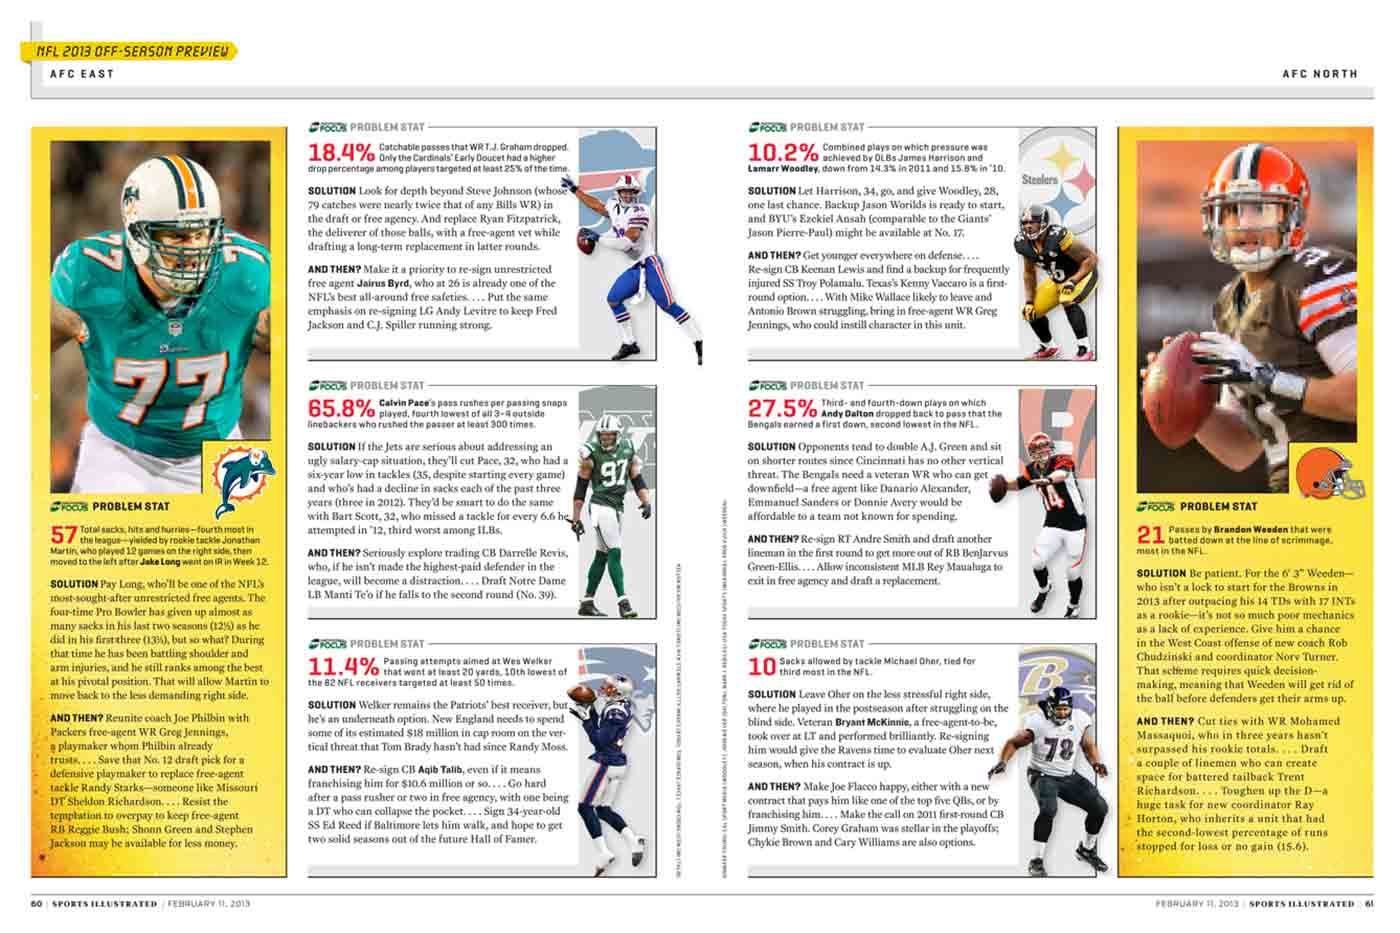 NFL 2013 OFF-SEASON PREVIEW
AFC EAST
AFC NORTH
77
FOCUS PROBLEM STAT
57 Total sacks, hits and hurries—fourth most in
the league—yielded by rookie tackle Jonathan
Martin, who played 12 games on the right side, then
moved to the left after Jake Long went on IR in Week 12.
SOLUTION Pay Long, who'll be one of the NFL's
most-sought-after unrestricted free agents. The
four-time Pro Bowler has given up almost as
many sacks in his last two seasons (12½) as he
did in his first three (13½), but so what? During
that time he has been battling shoulder and
arm injuries, and he still ranks among the best
at his pivotal position. That will allow Martin to
move back to the less demanding right side.
AND THEN? Reunite coach Joe Philbin with
Packers free-agent WR Greg Jennings,
a playmaker whom Philbin already
trusts. . . . Save that No. 12 draft pick for a
defensive playmaker to replace free-agent
tackle Randy Starks—someone like Missouri
DT Sheldon Richardson. . . . Resist the
temptation to overpay to keep free-agent
RB Reggie Bush; Shonn Green and Stephen
Jackson may be available for less money.
FOCUS PROBLEM STAT
18.4% Catchable passes that WR T.J. Graham dropped.
Only the Cardinals' Early Doucet had a higher
drop percentage among players targeted at least 25% of the time.
SOLUTION Look for depth beyond Steve Johnson (whose
79 catches were nearly twice that of any Bills WR) in
the draft or free agency. And replace Ryan Fitzpatrick,
the deliverer of those balls, with a free-agent vet while
drafting a long-term replacement in latter rounds.
AND THEN? Make it a priority to re-sign unrestricted
free agent Jairus Byrd, who at 26 is already one of the
NFL's best all-around free safeties. . . . Put the same
emphasis on re-signing LG Andy Levitre to keep Fred
Jackson and C.J. Spiller running strong.
FOCUS PROBLEM STAT
65.8% Calvin Pace's pass rushes per passing snaps
played, fourth lowest of all 3–4 outside
linebackers who rushed the passer at least 300 times.
SOLUTION If the Jets are serious about addressing an
ugly salary-cap situation, they'll cut Pace, 32, who had a
six-year low in tackles (35, despite starting every game)
and who's had a decline in sacks each of the past three
years (three in 2012). They'd be smart to do the same
with Bart Scott, 32, who missed a tackle for every 6.6 he
attempted in '12, third worst among ILBs.
AND THEN? Seriously explore trading CB Darrelle Revis,
who, if he isn't made the highest-paid defender in the
league, will become a distraction. . . . Draft Notre Dame
LB Manti Te'o if he falls to the second round (No. 39).
97
FOCUS PROBLEM STAT
11.4% Passing attempts aimed at Wes Welker
that went at least 20 yards, 10th lowest of
the 82 NFL receivers targeted at least 50 times.
SOLUTION Welker remains the Patriots' best receiver, but
he's an underneath option. New England needs to spend
some of its estimated $18 million in cap room on the ver-
tical threat that Tom Brady hasn't had since Randy Moss.
AND THEN? Re-sign CB Aqib Talib, even if it means
franchising him for $10.6 million or so. . . . Go hard
after a pass rusher or two in free agency, with one being
a DT who can collapse the pocket. . . . Sign 34-year-old
SS Ed Reed if Baltimore lets him walk, and hope to get
two solid seasons out of the future Hall of Famer.
FOCUS PROBLEM STAT
10.2% Combined plays on which pressure was
achieved by OLBs James Harrison and
Lamarr Woodley, down from 14.3% in 2011 and 15.8% in '10.
SOLUTION Let Harrison, 34, go, and give Woodley, 28,
one last chance. Backup Jason Worilds is ready to start,
and BYU's Ezekiel Ansah (comparable to the Giants'
Jason Pierre-Paul) might be available at No. 17.
AND THEN? Get younger everywhere on defense. . . .
Re-sign CB Keenan Lewis and find a backup for frequently
injured SS Troy Polamalu. Texas's Kenny Vaccaro is a first-
round option. . . . With Mike Wallace likely to leave and
Antonio Brown struggling, bring in free-agent WR Greg
Jennings, who could instill character in this unit.
Steelers
FOCUS PROBLEM STAT
27.5% Third- and fourth-down plays on which
Andy Dalton dropped back to pass that the
Bengals earned a first down, second lowest in the NFL.
SOLUTION Opponents tend to double A.J. Green and sit
on shorter routes since Cincinnati has no other vertical
threat. The Bengals need a veteran WR who can get
downfield—a free agent like Danario Alexander,
Emmanuel Sanders or Donnie Avery would be
affordable to a team not known for spending.
AND THEN? Re-sign RT Andre Smith and draft another
lineman in the first round to get more out of RB BenJarvus
Green-Ellis. . . . Allow inconsistent MLB Rey Maualuga to
exit in free agency and draft a replacement.
14
FOCUS PROBLEM STAT
10 Sacks allowed by tackle Michael Oher, tied for
third most in the NFL.
SOLUTION Leave Oher on the less stressful right side,
where he played in the postseason after struggling on the
blind side. Veteran Bryant McKinnie, a free-agent-to-be,
took over at LT and performed brilliantly. Re-signing
him would give the Ravens time to evaluate Oher next
season, when his contract is up.
AND THEN? Make Joe Flacco happy, either with a new
contract that pays him like one of the top five QBs, or by
franchising him. . . . Make the call on 2011 first-round CB
Jimmy Smith. Corey Graham was stellar in the playoffs;
Chykie Brown and Cary Williams are also options.
B
78
FOCUS PROBLEM STAT
21 Passes by Brandon Weeden that were
batted down at the line of scrimmage,
most in the NFL.
SOLUTION Be patient. For the 6' 3" Weeden—
who isn't a lock to start for the Browns in
2013 after outpacing his 14 TDs with 17 INTs
as a rookie—it's not so much poor mechanics
as a lack of experience. Give him a chance
in the West Coast offense of new coach Rob
Chudzinski and coordinator Norv Turner.
That scheme requires quick decision-
making, meaning that Weeden will get rid of
the ball before defenders get their arms up.
AND THEN? Cut ties with WR Mohamed
Massaquoi, who in three years hasn't
surpassed his rookie totals. . . . Draft
a couple of linemen who can create
space for battered tailback Trent
Richardson. . . . Toughen up the D—a
huge task for new coordinator Ray
Horton, who inherits a unit that had
the second-lowest percentage of runs
stopped for loss or no gain (15.6).
60 | SPORTS ILLUSTRATED | FEBRUARY 11, 2013
FEBRUARY 11, 2013 | SPORTS ILLUSTRATED | 61